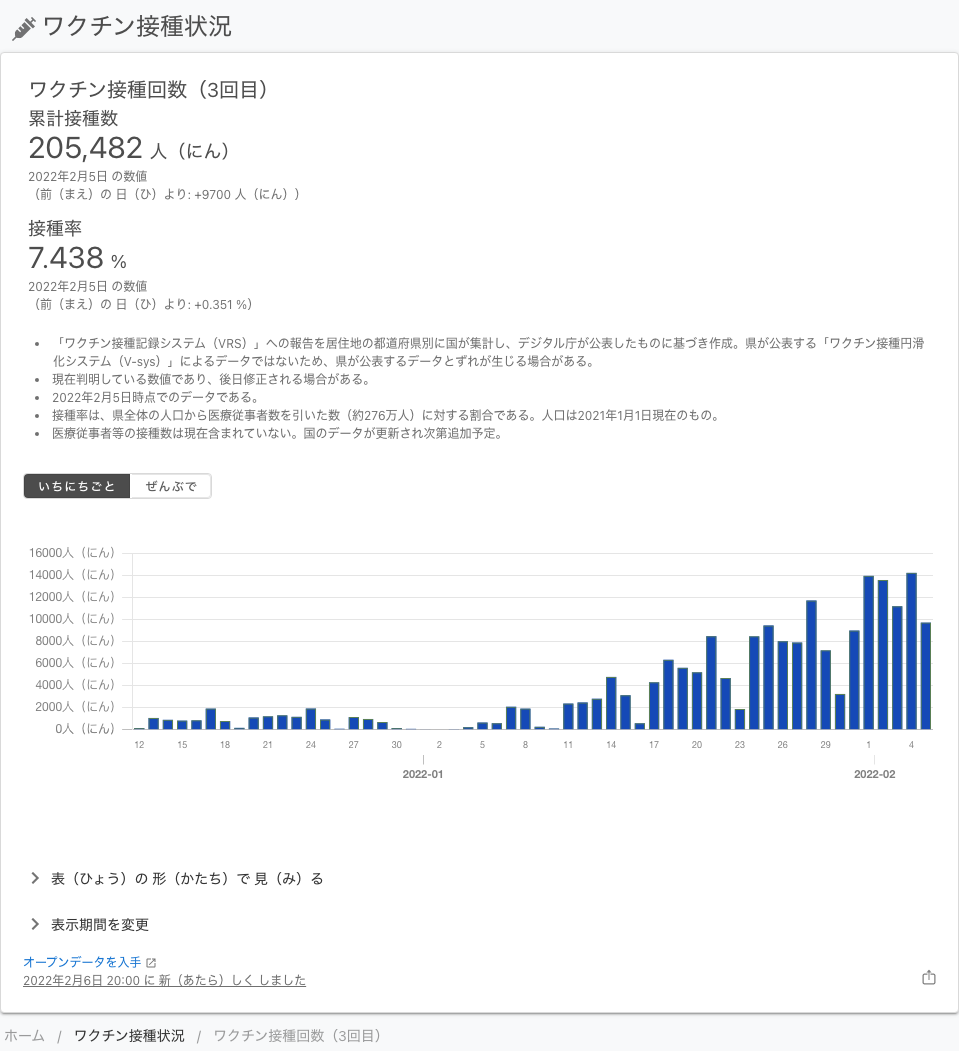 ワクチン接種状況
ワクチン接種回数（3回目）
累計接種数
205,482 人（にん）
2022年2月5日 の数値
（前（まえ）の 日（ひ）より: +9700 人（にん））
接種率
7.438 %
2022年2月5日 の数値
（前（まえ）の 日（ひ）より: +0.351 %）
• 「ワクチン接種記録システム（VRS）」への報告を居住地の都道府県別に国が集計し、デジタル庁が公表したものに基づき作成。県が公表する「ワクチン接種円滑
化システム（V-sys）」によるデータではないため、県が公表するデータとずれが生じる場合がある。
• 現在判明している数値であり、後日修正される場合がある。
• 2022年2月5日時点でのデータである。
• 接種率は、県全体の人口から医療従事者数を引いた数（約276万人）に対する割合である。人口は2021年1月1日現在のもの。
• 医療従事者等の接種数は現在含まれていない。国のデータが更新され次第追加予定。
いちにちごと ぜんぶで
16000人（にん）
14000人（にん）
12000人（にん）
10000人（にん）
8000人（にん）
6000人（にん）
4000人（にん）
2000人（にん）
0人（にん）
12 15 18 21 24 27 30 2 5 8 11 14 17 20 23 26 29 1 4
2022-01 2022-02
表（ひょう）の 形（かたち）で 見（み）る
表示期間を変更
オープンデータを入手
2022年2月6日 20:00 に 新（あたら）しく しました
ホーム / ワクチン接種状況 / ワクチン接種回数（3回目）